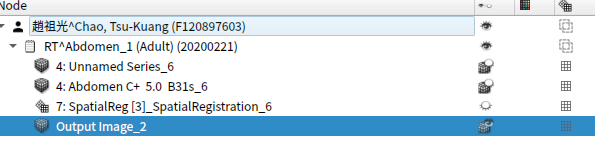 Node
趙祖光^Chao, Tsu-Kuang (F120897603)
RT^Abdomen_1 (Adult) (20200221)
4: Unnamed Series_6
4: Abdomen C+ 5.0 B31s_6
7: SpatialReg [3]_SpatialRegistration_6
Output Image_2